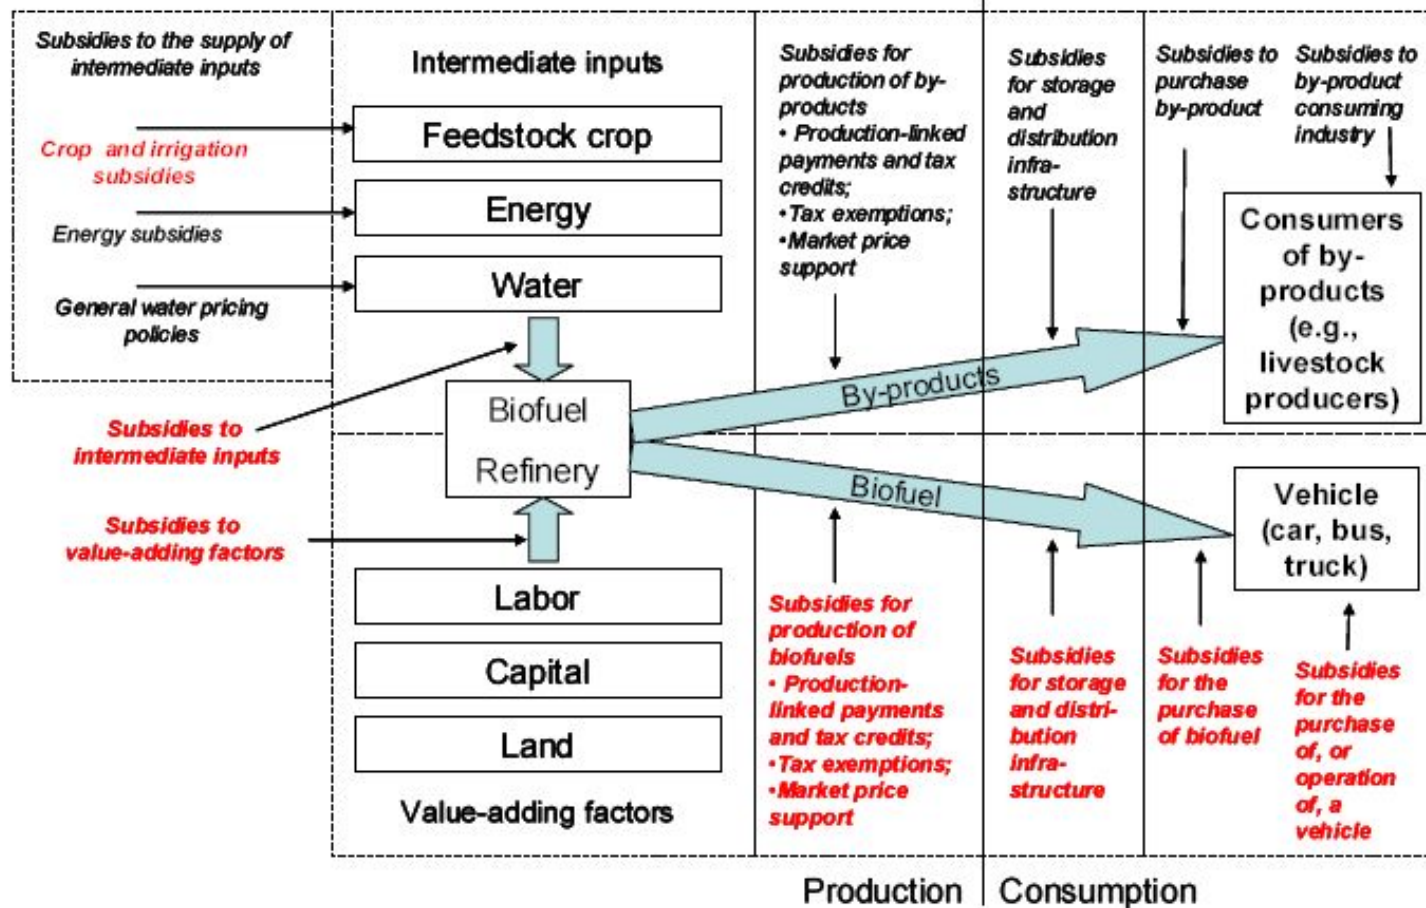 Subsidies to the supply of
intermediate inputs
Crop and irrigation
subsidies
Energy subsidies
General water pricing
policies
Subsidies to
intermediate inputs
Subsidies to
value-adding factors
Intermediate inputs
Feedstock crop
Energy
Water
Biofuel
Refinery
Labor
Capital
Land
Value-adding factors
Subsidies for
production of by-
products
• Production-linked
payments and tax
credits;
•Tax exemptions;
•Market price
support
Subsidies
for storage
and
distribution
infra-
structure
Subsidies to
purchase
by-product
Subsidies to
by-product
consuming
industry
By-products
Consumers
of by-
products
(e.g.,
livestock
producers)
Biofuel
Vehicle
(car, bus,
truck)
Subsidies for
production of
biofuels
• Production-
linked payments
and tax credits;
•Tax exemptions;
•Market price
support
Subsidies
for storage
and distri-
bution
infra-
structure
Subsidies
for the
purchase
of biofuel
Subsidies
for the
purchase
of, or
operation
of, a
vehicle
Production
Consumption